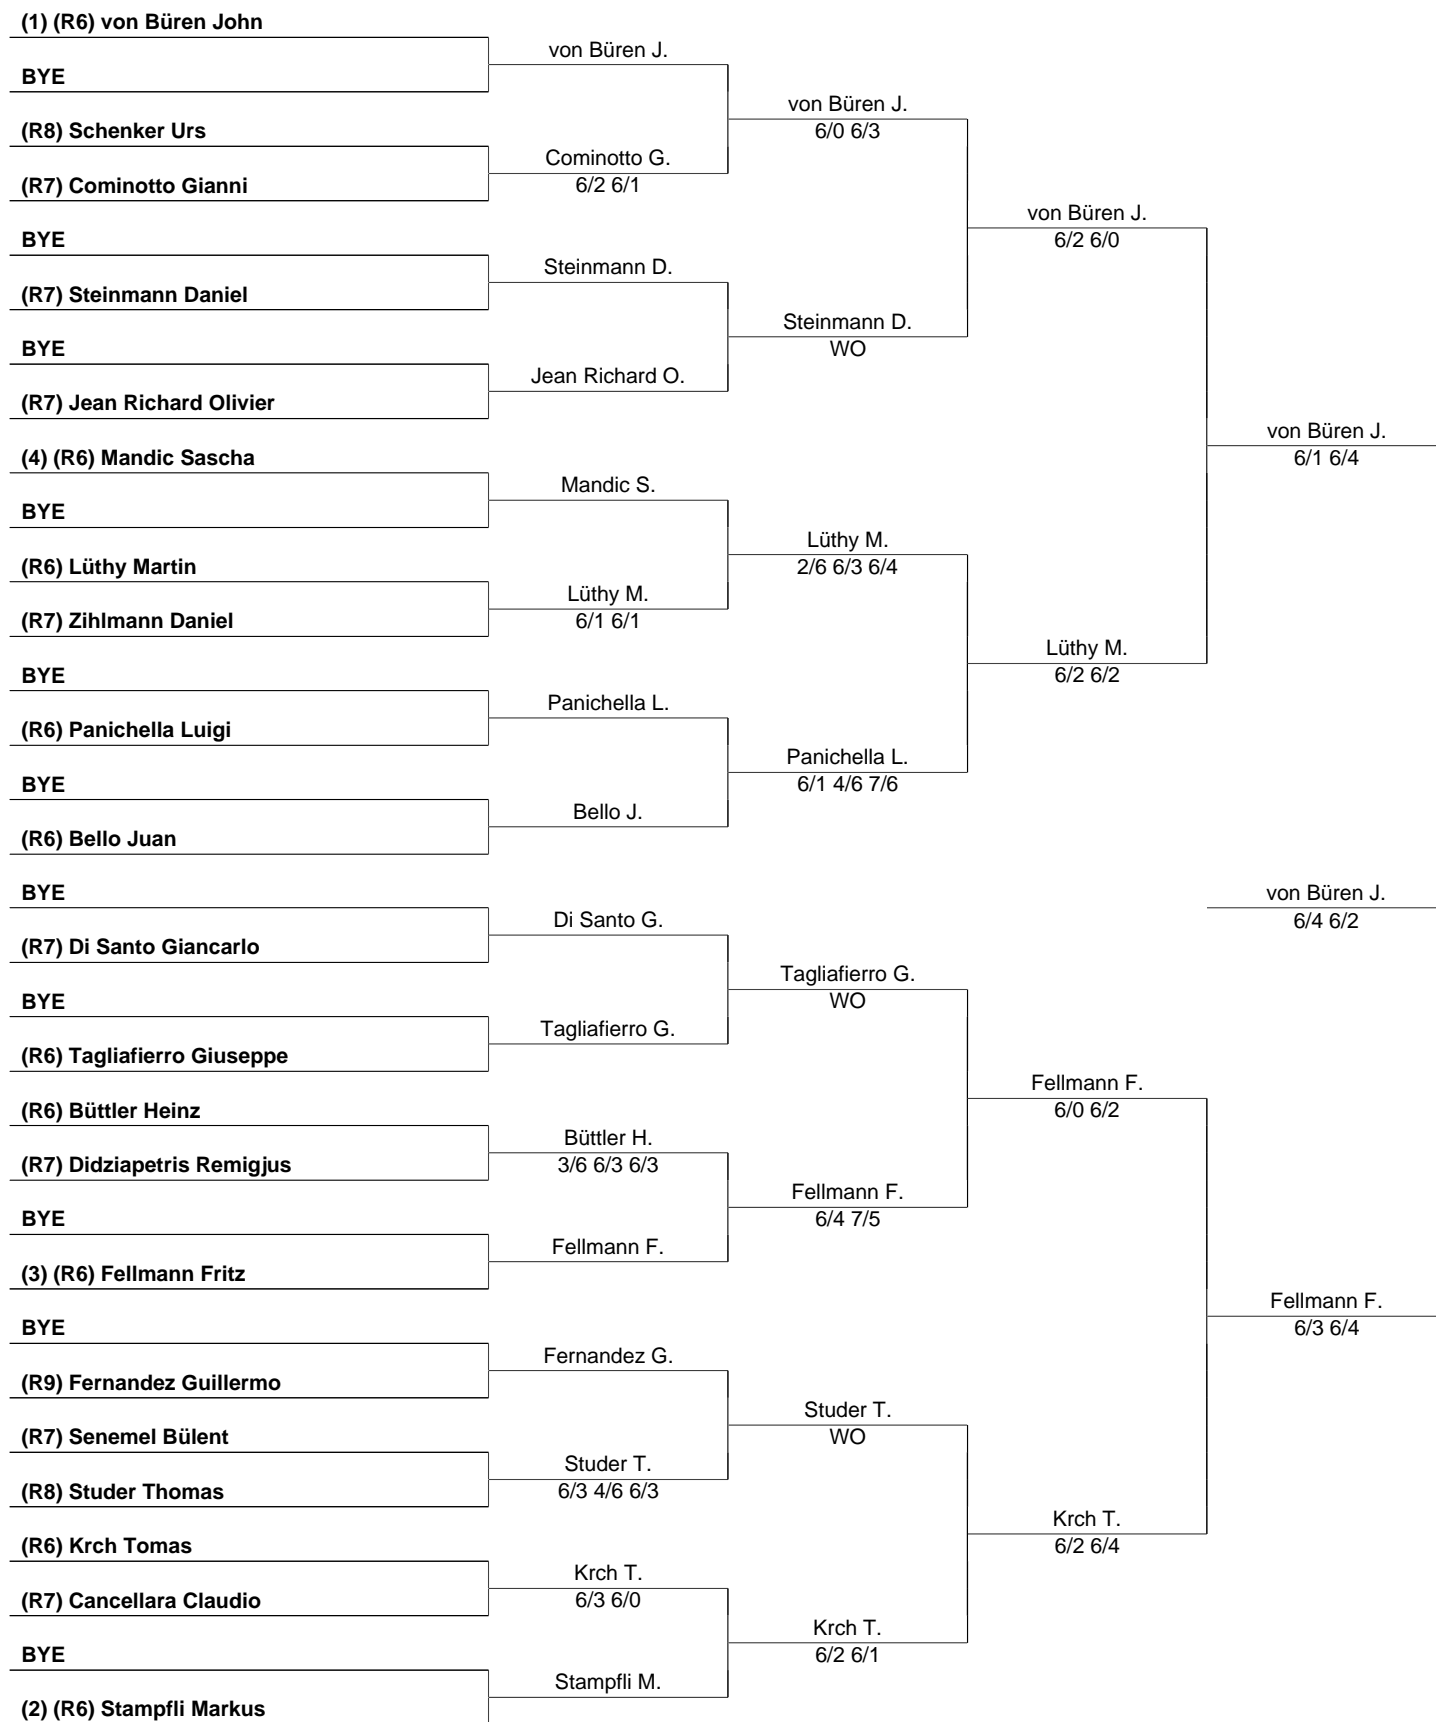 (1) (R6) von Büren John
BYE
(R8) Schenker Urs
(R7) Cominotto Gianni
BYE
(R7) Steinmann Daniel
BYE
(R7) Jean Richard Olivier
(4) (R6) Mandic Sascha
BYE
(R6) Lüthy Martin
(R7) Zihlmann Daniel
BYE
(R6) Panichella Luigi
BYE
(R6) Bello Juan
BYE
(R7) Di Santo Giancarlo
BYE
(R6) Tagliafierro Giuseppe
(R6) Büttler Heinz
(R7) Didziapetris Remigjus
BYE
(3) (R6) Fellmann Fritz
BYE
(R9) Fernandez Guillermo
(R7) Senemel Bülent
(R8) Studer Thomas
(R6) Krch Tomas
(R7) Cancellara Claudio
BYE
(2) (R6) Stampfli Markus
von Büren J.
Cominotto G.
6/2 6/1
Steinmann D.
Jean Richard O.
Mandic S.
Lüthy M.
6/1 6/1
Panichella L.
Bello J.
Di Santo G.
Tagliafierro G.
Büttler H.
3/6 6/3 6/3
Fellmann F.
Fernandez G.
Studer T.
6/3 4/6 6/3
Krch T.
6/3 6/0
Stampfli M.
von Büren J.
6/0 6/3
Steinmann D.
WO
Lüthy M.
2/6 6/3 6/4
Panichella L.
6/1 4/6 7/6
Tagliafierro G.
WO
Fellmann F.
6/4 7/5
Studer T.
WO
Krch T.
6/2 6/1
von Büren J.
6/2 6/0
Lüthy M.
6/2 6/2
Fellmann F.
6/0 6/2
Krch T.
6/2 6/4
von Büren J.
6/1 6/4
von Büren J.
6/4 6/2
Fellmann F.
6/3 6/4